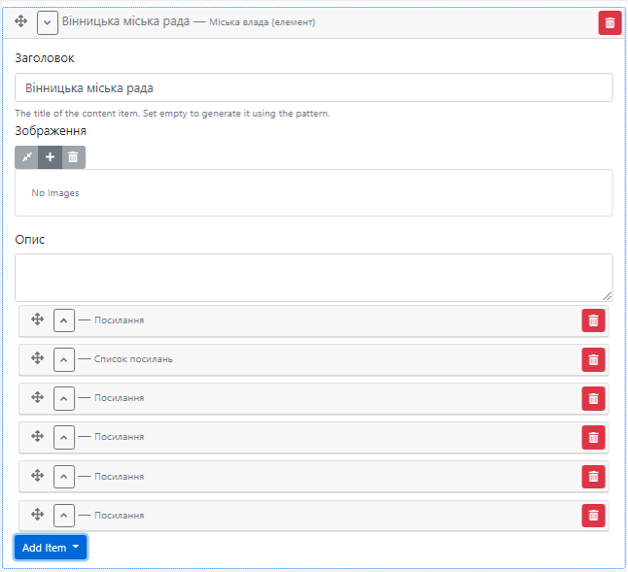 Вінницька міська рада — Міська влада (елемент)
Заголовок
Вінницька міська рада
The title of the content item. Set empty to generate it using the pattern.
Зображення
No Images
Опис
— Посилання
— Список посилань
— Посилання
— Посилання
— Посилання
— Посилання
Add Item